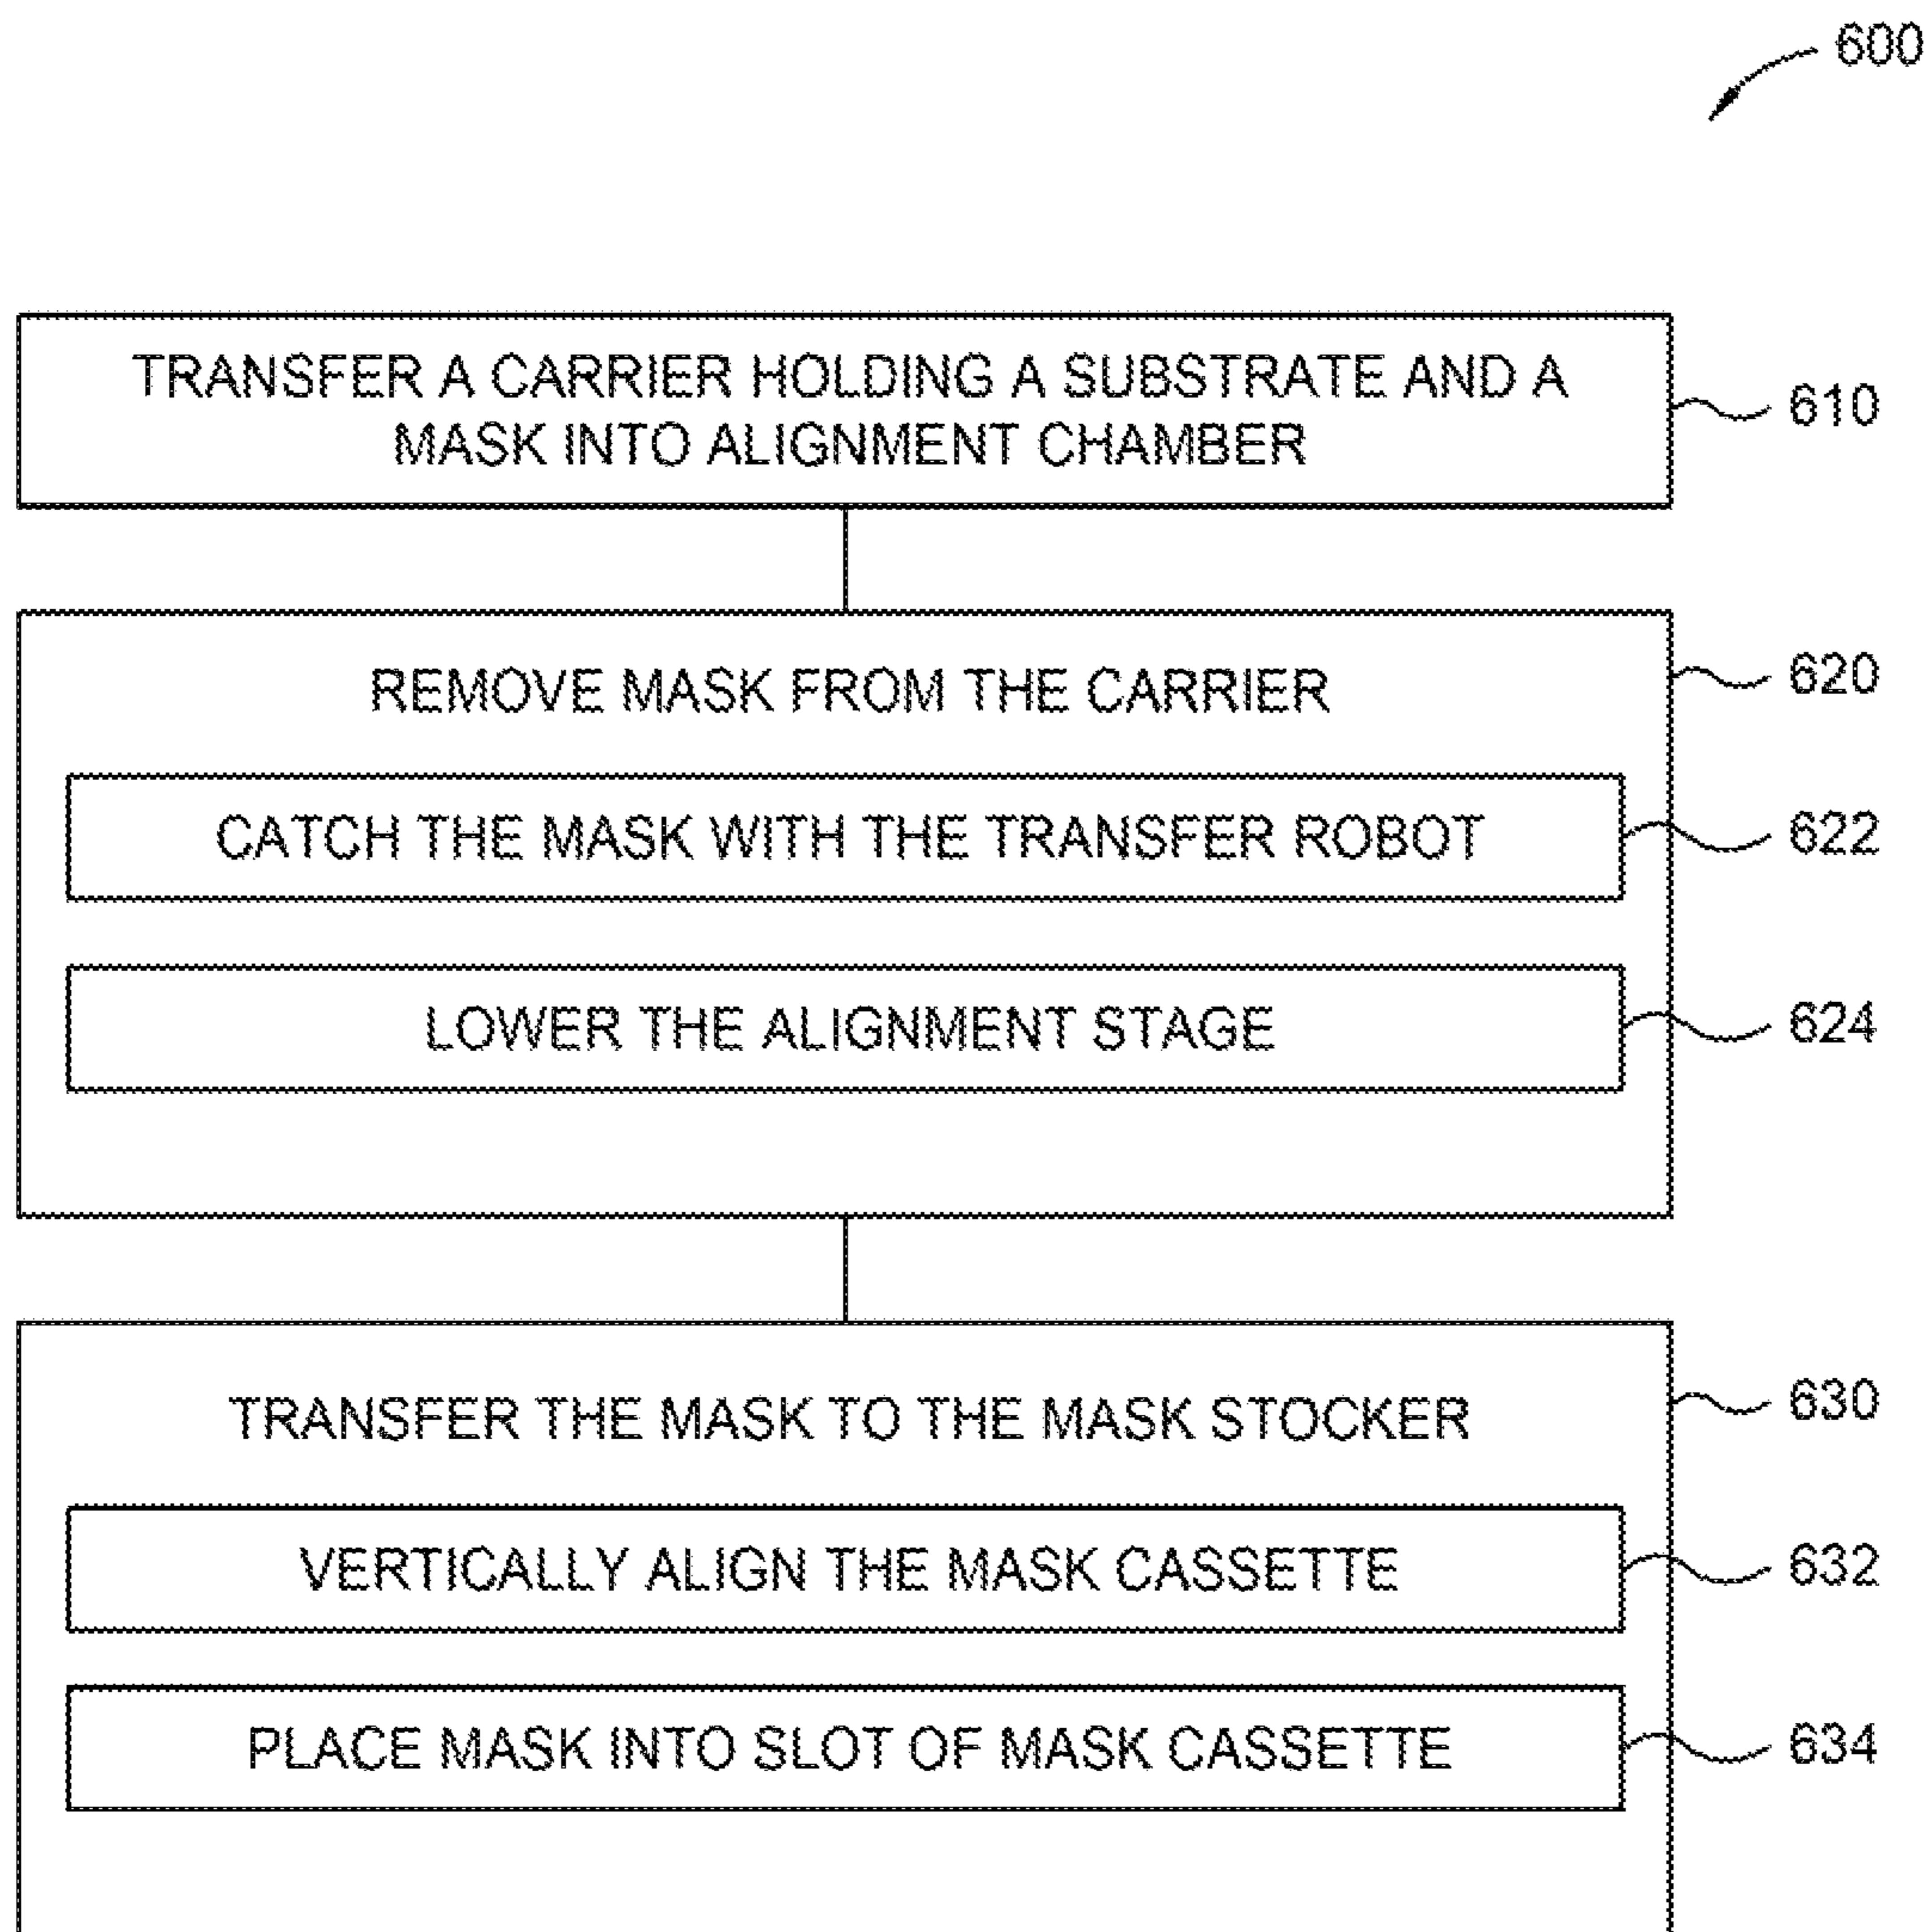 600
TRANSFER A CARRIER HOLDING A SUBSTRATE AND A
MASK INTO ALIGNMENT CHAMBER
610
REMOVE MASK FROM THE CARRIER
620
CATCH THE MASK WITH THE TRANSFER ROBOT
622
LOWER THE ALIGNMENT STAGE
624
TRANSFER THE MASK TO THE MASK STOCKER
630
VERTICALLY ALIGN THE MASK CASSETTE
632
PLACE MASK INTO SLOT OF MASK CASSETTE
634